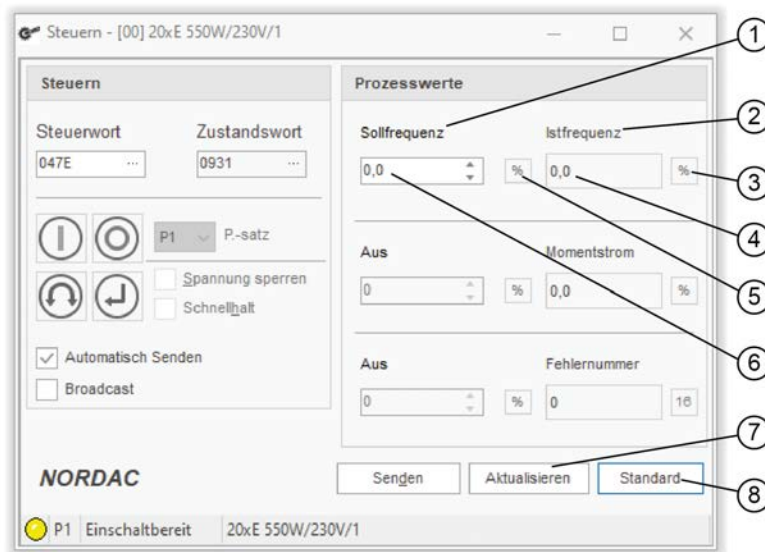 Steuern - [00] 20xE 550W/230V/1
1
Steuern
Prozesswerte
2
Steuerwort Zustandswort
Sollfrequenz Istfrequenz
047E ... 0931 ...
0,0 % 0,0 %
3
4
P1 P.-satz
Aus Momentstrom
Spannung sperren
0 % 0,0 %
5
Schnellhalt
Automatisch Senden
Aus Fehlernummer
6
Broadcast
0 % 0 16
7
NORDAC
Senden Aktualisieren Standard
8
P1 Einschaltbereit 20xE 550W/230V/1